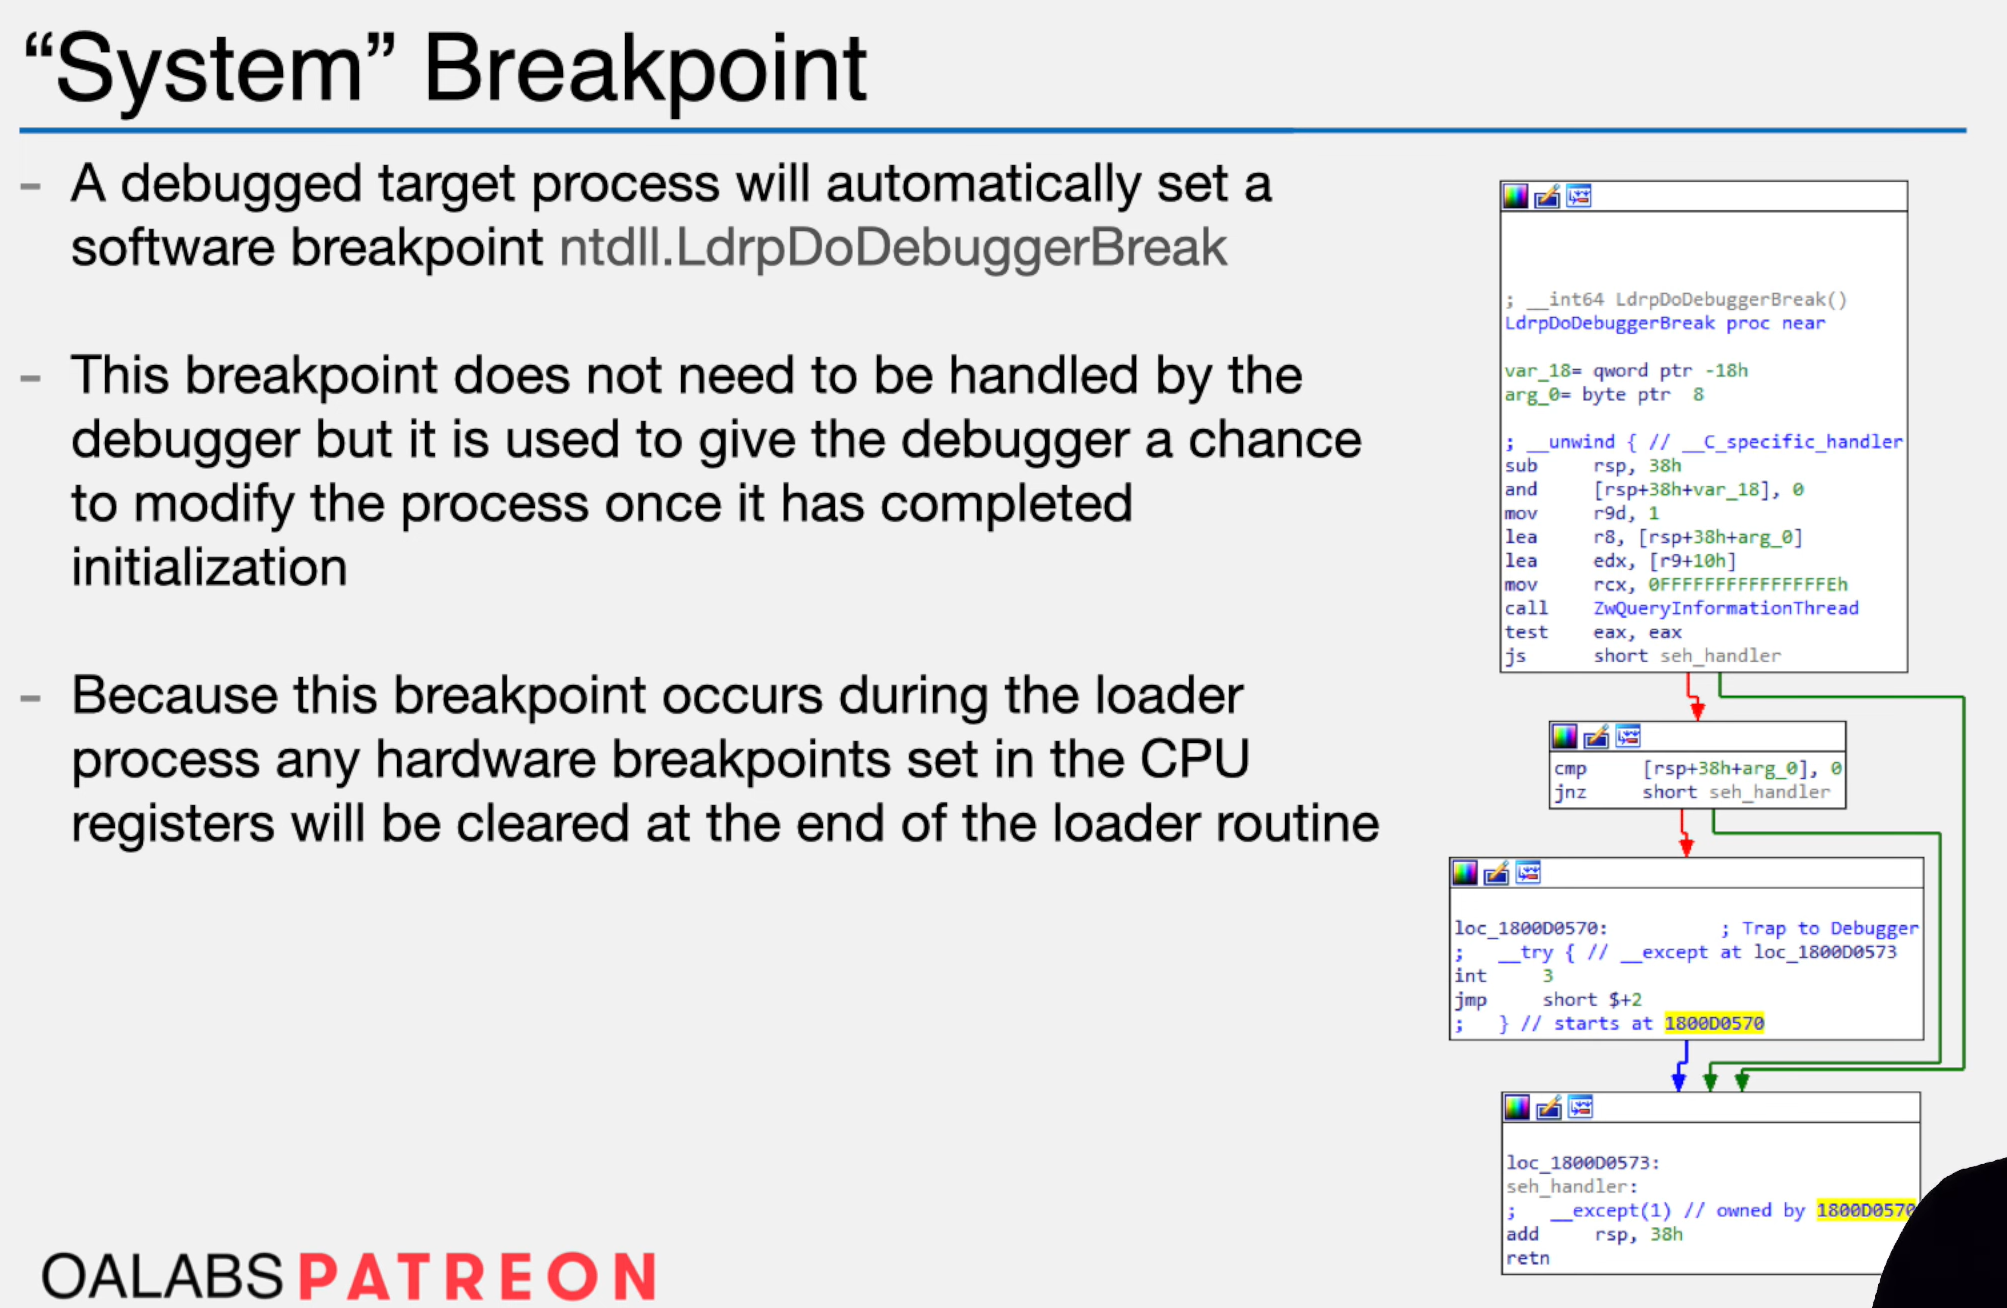 “System” Breakpoint
- A debugged target process will automatically set a
software breakpoint ntdll.LdrpDoDebuggerBreak
- This breakpoint does not need to be handled by the
debugger but it is used to give the debugger a chance
to modify the process once it has completed
initialization
- Because this breakpoint occurs during the loader
process any hardware breakpoints set in the CPU
registers will be cleared at the end of the loader routine
; __int64 LdrpDoDebuggerBreak()
LdrpDoDebuggerBreak proc near
var_18= qword ptr -18h
arg_0= byte ptr  8
; __unwind { // __C_specific_handler
sub     rsp, 38h
and     [rsp+38h+var_18], 0
mov     r9d, 1
lea     r8, [rsp+38h+arg_0]
lea     edx, [r9+10h]
mov     rcx, 0FFFFFFFFFFFFFFFEh
call    ZwQueryInformationThread
test    eax, eax
js      short seh_handler
cmp     [rsp+38h+arg_0], 0
jnz     short seh_handler
loc_1800D0570:          ; Trap to Debugger
;   __try { // __except at loc_1800D0573
int     3
jmp     short $+2
;   } // starts at 1800D0570
loc_1800D0573:
seh_handler:
;   __except(1) // owned by 1800D0570
add     rsp, 38h
retn
OALABS PATREON